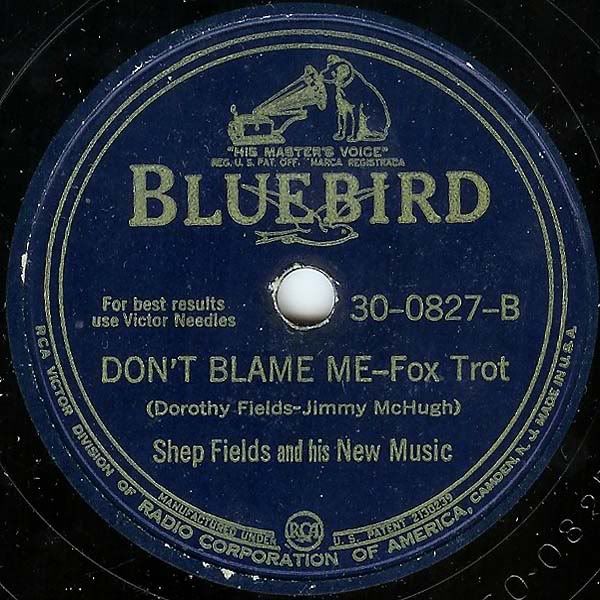 "HIS MASTER'S VOICE"
REG. U. S. PAT. OFF. MARCA REGISTRADA
BLUEBIRD
For best results
use Victor Needles
30-0827-B
DON'T BLAME ME-Fox Trot
(Dorothy Fields-Jimmy McHugh)
Shep Fields and his New Music
MANUFACTURED UNDER
RCA
U. S. PATENT 2130239
RCA VICTOR DIVISION OF RADIO CORPORATION OF AMERICA, CAMDEN, N. J. MADE IN U.S.A.